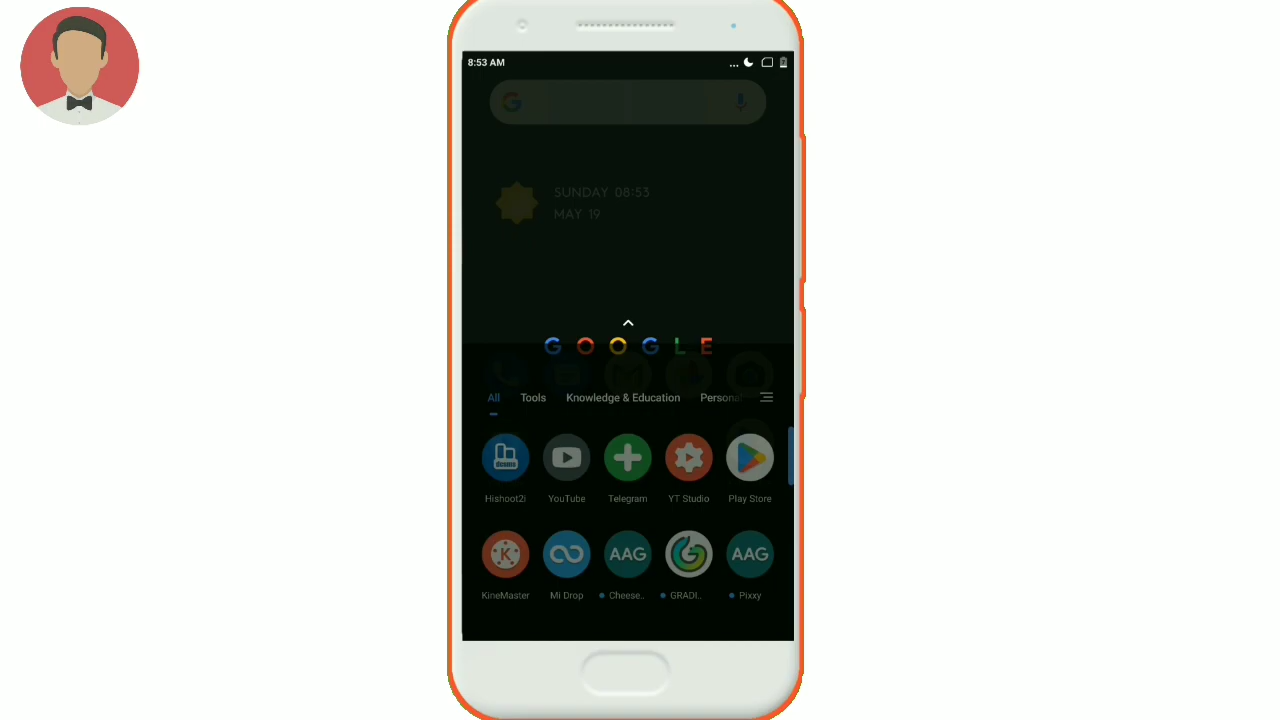 8:53 AM
SUNDAY 08:53
MAY 19
GOOGLE
All Tools Knowledge & Education Persona
Hishoot2i YouTube Telegram YT Studio Play Store
AAG AAG
KineMaster Mi Drop Cheese.. GRADI.. Pixxy